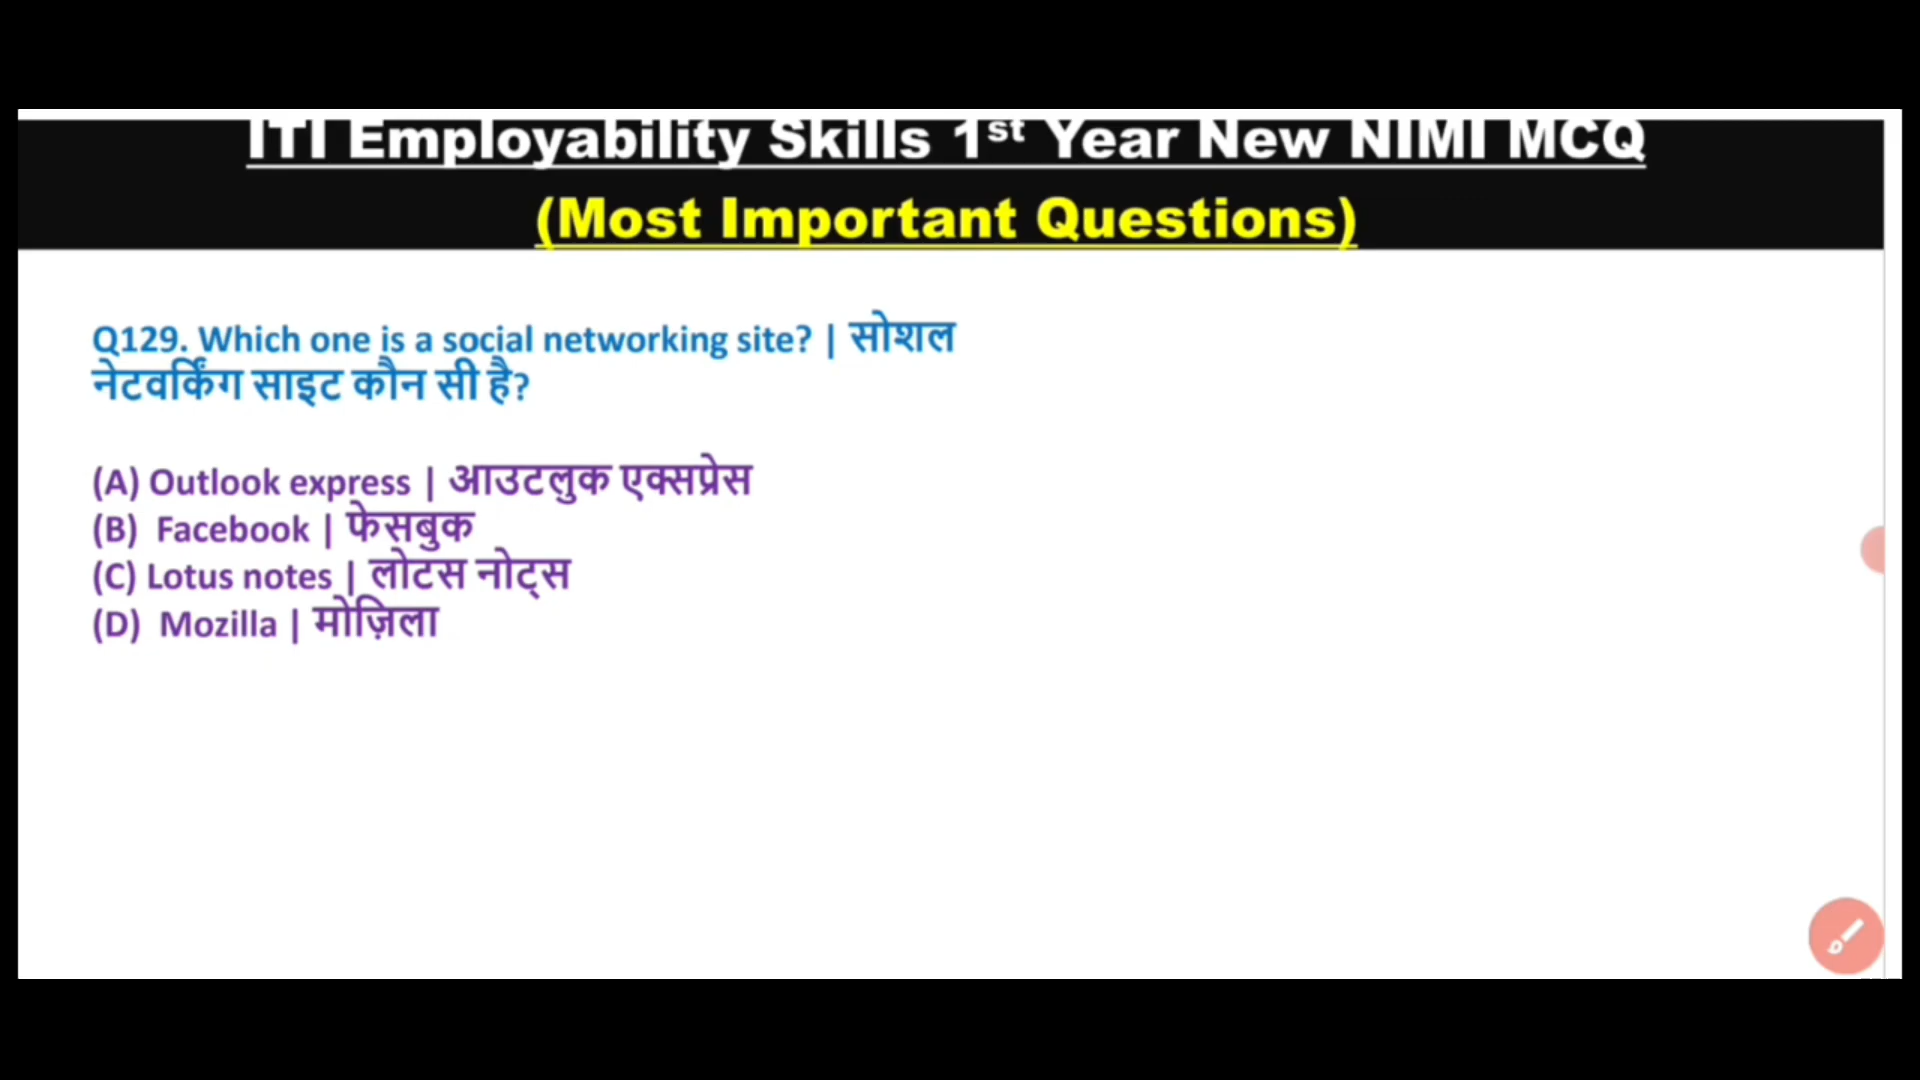 ITI Employability Skills 1st Year New NIMI MCQ
(Most Important Questions)
Q129. Which one is a social networking site? | सोशल
नेटवर्किंग साइट कौन सी है?
(A) Outlook express | आउटलुक एक्सप्रेस
(B) Facebook | फेसबुक
(C) Lotus notes | लोटस नोट्स
(D) Mozilla | मोज़िला